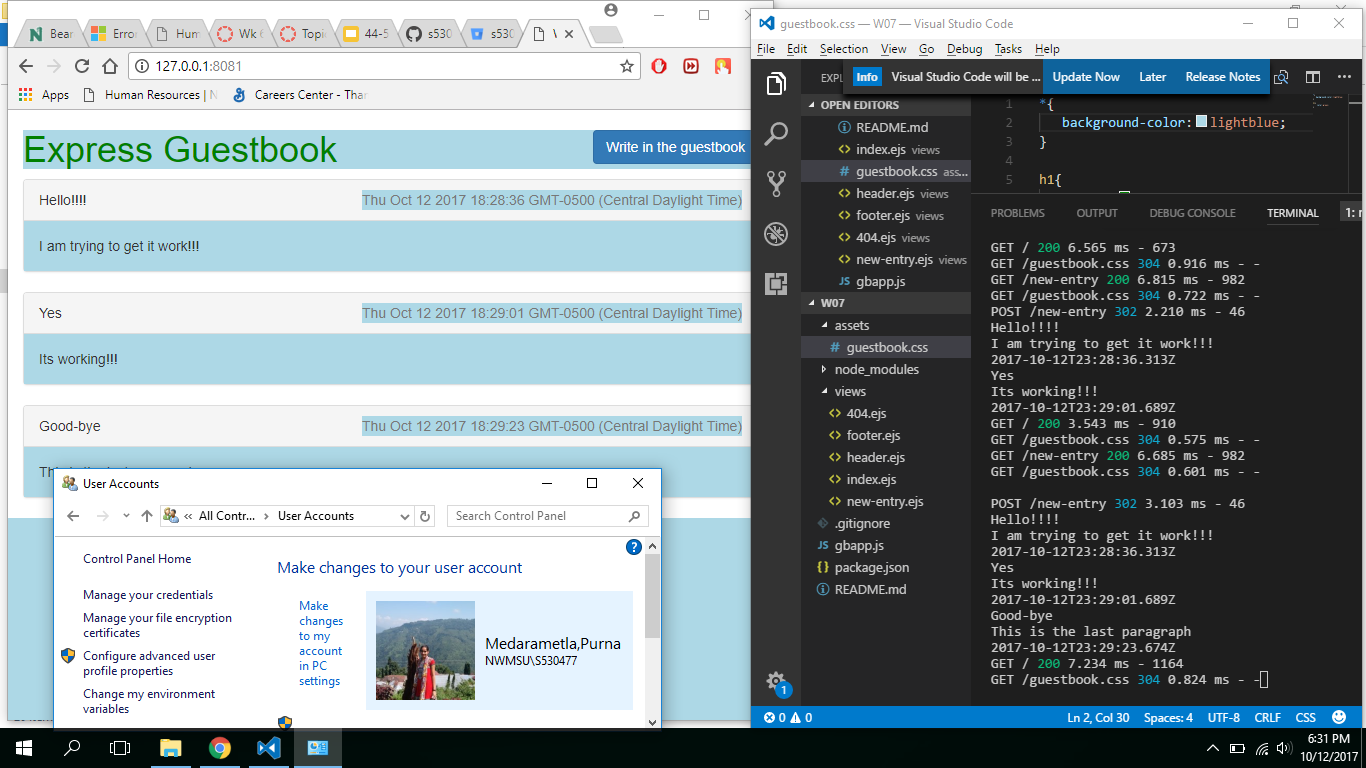 Bear
Erro
Hum
Wk 6
Topic
44-5
s530
s530
127.0.0.1:8081
Apps
Human Resources | N
Careers Center - Thar
Express Guestbook
Write in the guestbook
Hello!!!!
Thu Oct 12 2017 18:28:36 GMT-0500 (Central Daylight Time)
I am trying to get it work!!!
Yes
Thu Oct 12 2017 18:29:01 GMT-0500 (Central Daylight Time)
Its working!!!
Good-bye
Thu Oct 12 2017 18:29:23 GMT-0500 (Central Daylight Time)
User Accounts
All Contr...
User Accounts
Search Control Panel
Control Panel Home
Manage your credentials
Manage your file encryption
certificates
Configure advanced user
profile properties
Change my environment
variables
Make changes to your user account
Make
changes
to my
account
in PC
settings
Medarametla,Purna
NWMSU\S530477
guestbook.css — W07 — Visual Studio Code
File Edit Selection View Go Debug Tasks Help
EXPL
Info Visual Studio Code will be ... Update Now Later Release Notes
OPEN EDITORS
README.md
index.ejs views
guestbook.css ass...
header.ejs views
footer.ejs views
404.ejs views
new-entry.ejs views
gbapp.js
W07
assets
guestbook.css
node_modules
views
404.ejs
footer.ejs
header.ejs
index.ejs
new-entry.ejs
.gitignore
gbapp.js
package.json
README.md
1 *{
2 background-color: lightblue;
3 }
4
5 h1{
PROBLEMS OUTPUT DEBUG CONSOLE TERMINAL
GET / 200 6.565 ms - 673
GET /guestbook.css 304 0.916 ms - -
GET /new-entry 200 6.815 ms - 982
GET /guestbook.css 304 0.722 ms - -
POST /new-entry 302 2.210 ms - 46
Hello!!!!
I am trying to get it work!!!
2017-10-12T23:28:36.313Z
Yes
Its working!!!
2017-10-12T23:29:01.689Z
GET / 200 3.543 ms - 910
GET /guestbook.css 304 0.575 ms - -
GET /new-entry 200 6.685 ms - 982
GET /guestbook.css 304 0.601 ms - -
POST /new-entry 302 3.103 ms - 46
Hello!!!!
I am trying to get it work!!!
2017-10-12T23:28:36.313Z
Yes
Its working!!!
2017-10-12T23:29:01.689Z
Good-bye
This is the last paragraph
2017-10-12T23:29:23.674Z
GET / 200 7.234 ms - 1164
GET /guestbook.css 304 0.824 ms - -
1
0 0
Ln 2, Col 30 Spaces: 4 UTF-8 CRLF CSS
6:31 PM
10/12/2017